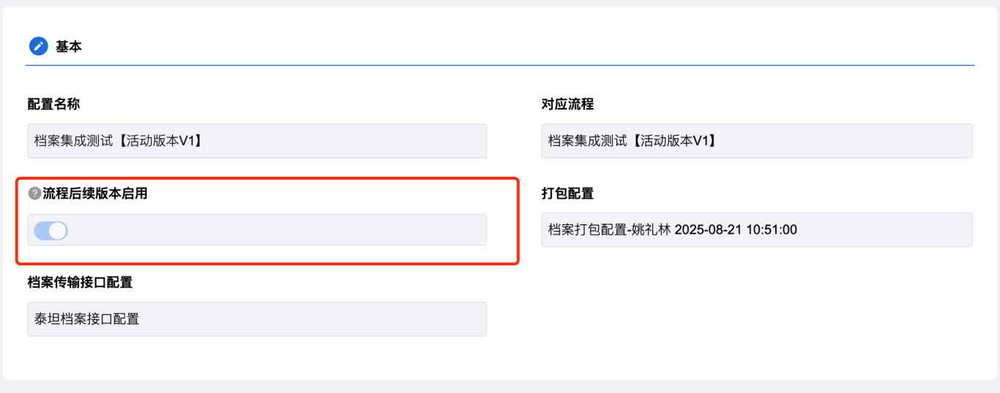 基本
配置名称
对应流程
档案集成测试【活动版本V1】
档案集成测试【活动版本V1】
?流程后续版本启用
打包配置
档案打包配置-姚礼林 2025-08-21 10:51:00
档案传输接口配置
泰坦档案接口配置